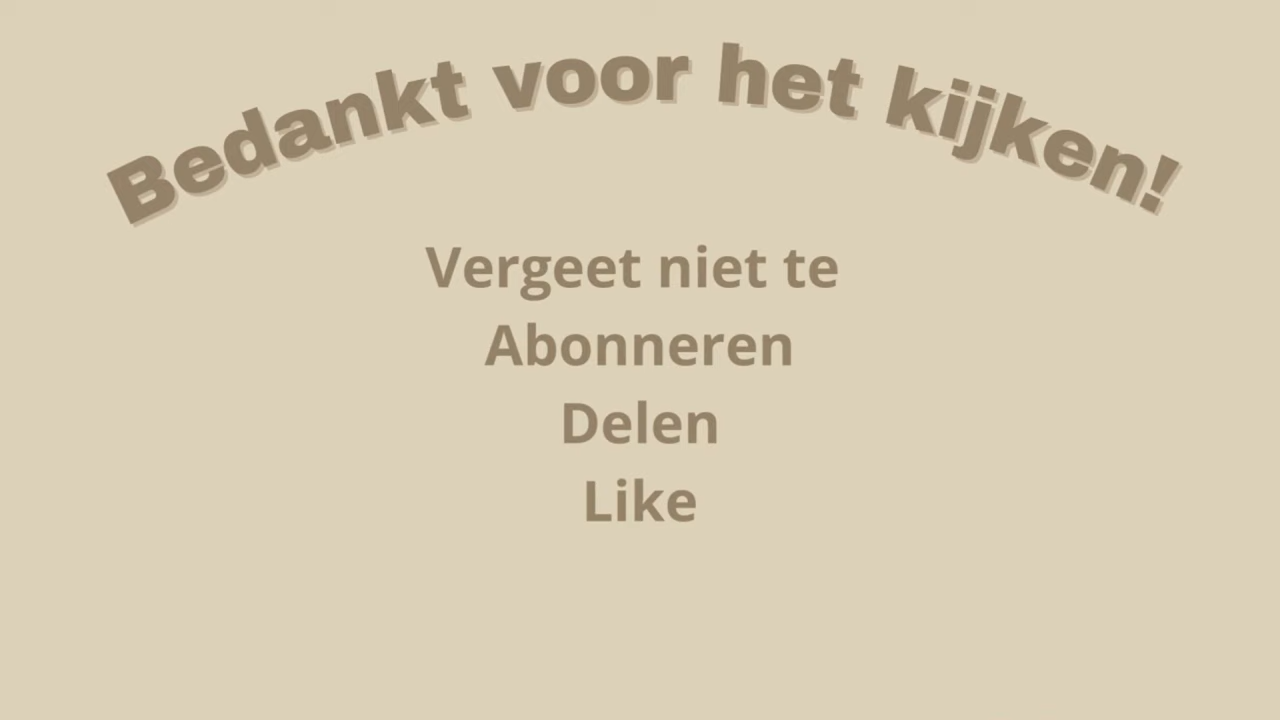 Bedankt voor het kijken!
Vergeet niet te
Abonneren
Delen
Like